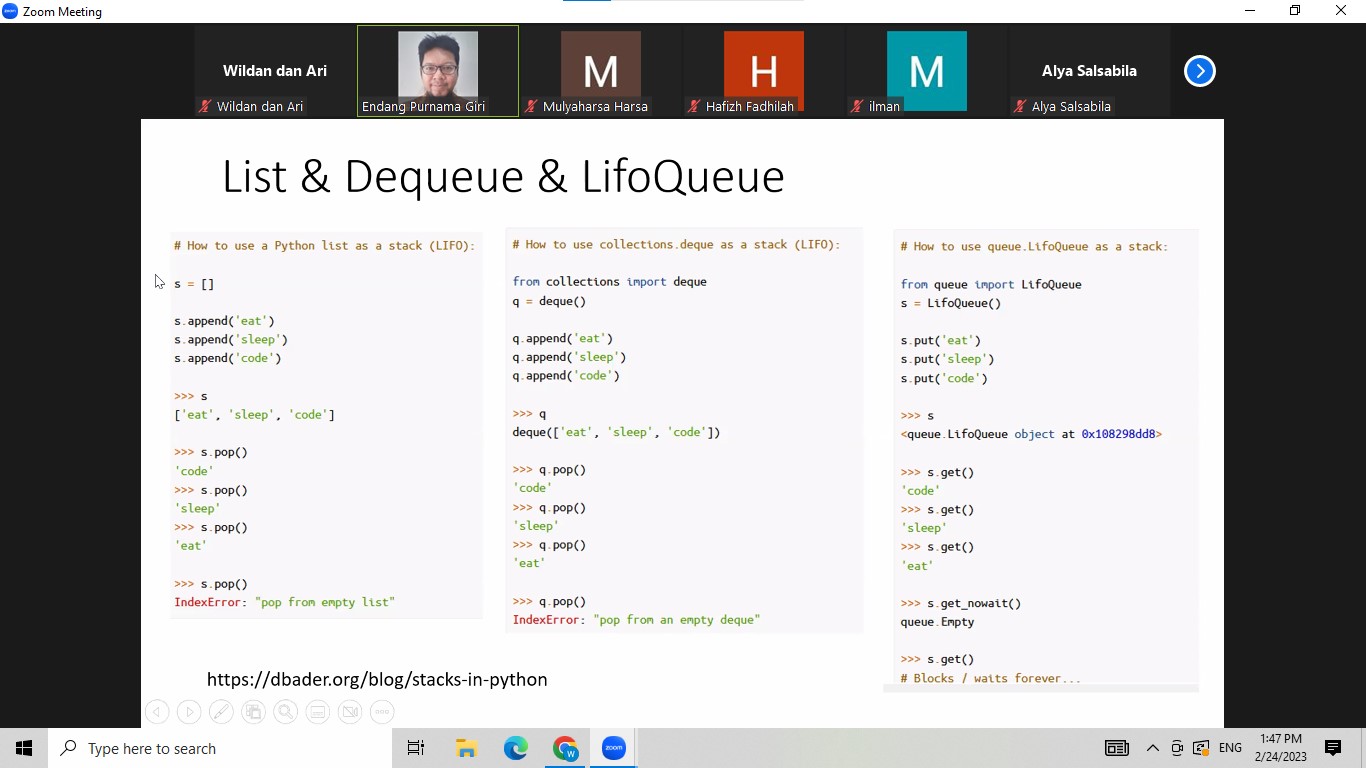 Zoom Meeting
Wildan dan Ari
Wildan dan Ari
Endang Purnama Giri
M
Mulyaharsa Harsa
H
Hafizh Fadhilah
M
ilman
Alya Salsabila
Alya Salsabila
List & Dequeue & LifoQueue
# How to use a Python list as a stack (LIFO):
s = []
s.append('eat')
s.append('sleep')
s.append('code')
>>> s
['eat', 'sleep', 'code']
>>> s.pop()
'code'
>>> s.pop()
'sleep'
>>> s.pop()
'eat'
>>> s.pop()
IndexError: "pop from empty list"
# How to use collections.deque as a stack (LIFO):
from collections import deque
q = deque()
q.append('eat')
q.append('sleep')
q.append('code')
>>> q
deque(['eat', 'sleep', 'code'])
>>> q.pop()
'code'
>>> q.pop()
'sleep'
>>> q.pop()
'eat'
>>> q.pop()
IndexError: "pop from an empty deque"
# How to use queue.LifoQueue as a stack:
from queue import LifoQueue
s = LifoQueue()
s.put('eat')
s.put('sleep')
s.put('code')
>>> s
<queue.LifoQueue object at 0x108298dd8>
>>> s.get()
'code'
>>> s.get()
'sleep'
>>> s.get()
'eat'
>>> s.get_nowait()
queue.Empty
>>> s.get()
# Blocks / waits forever...
https://dbader.org/blog/stacks-in-python
Type here to search
W
zoom
ENG
1:47 PM
2/24/2023